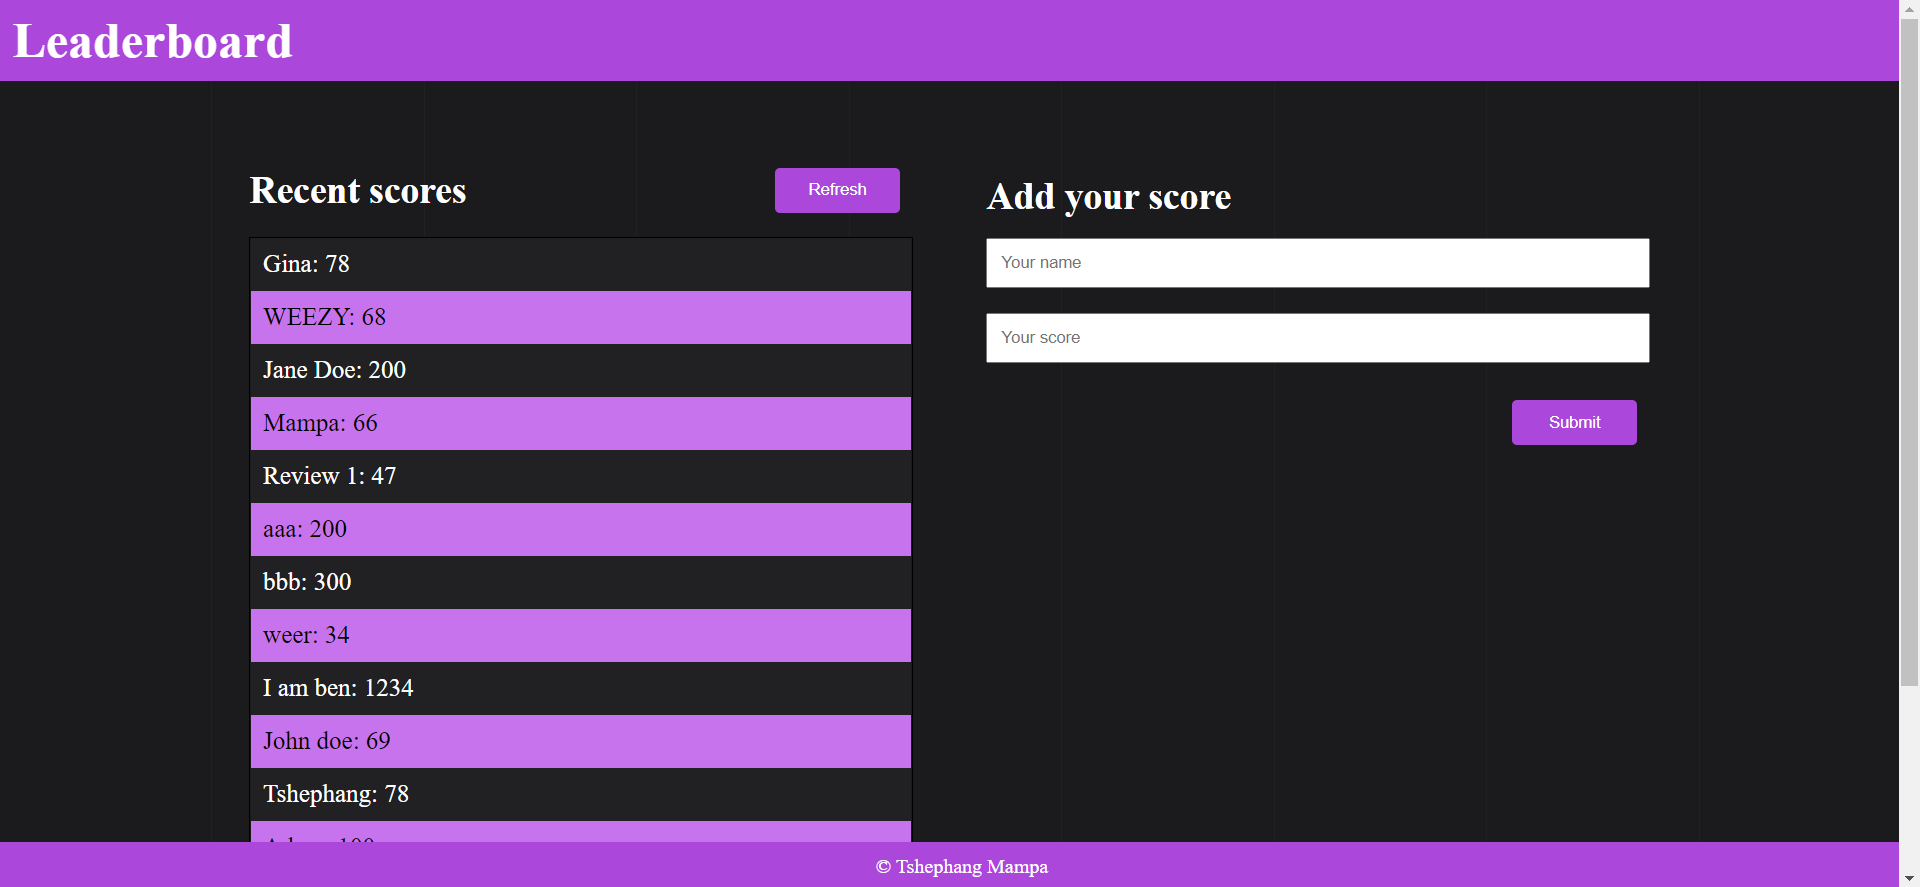 Leaderboard
Recent scores
Refresh
Gina: 78
WEEZY: 68
Jane Doe: 200
Mampa: 66
Review 1: 47
aaa: 200
bbb: 300
weer: 34
I am ben: 1234
John doe: 69
Tshephang: 78
Add your score
Your name
Your score
Submit
© Tshephang Mampa